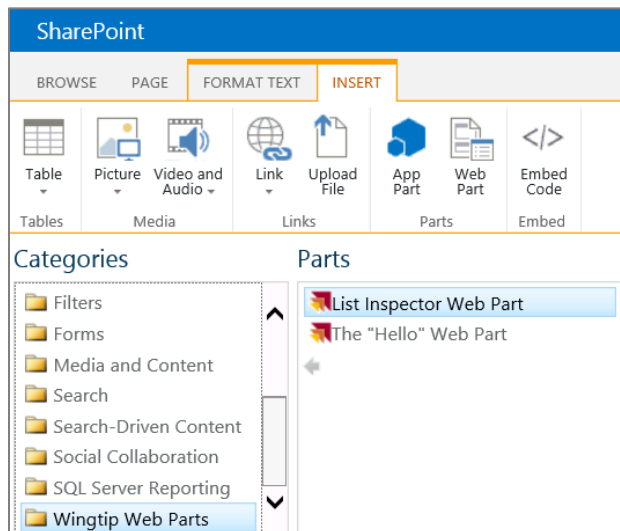 SharePoint
BROWSE PAGE FORMAT TEXT INSERT
Table Picture Video and Audio Link Upload File App Part Web Part Embed Code
Tables Media Links Parts Embed
Categories
Filters
Forms
Media and Content
Search
Search-Driven Content
Social Collaboration
SQL Server Reporting
Wingtip Web Parts
Parts
List Inspector Web Part
The "Hello" Web Part